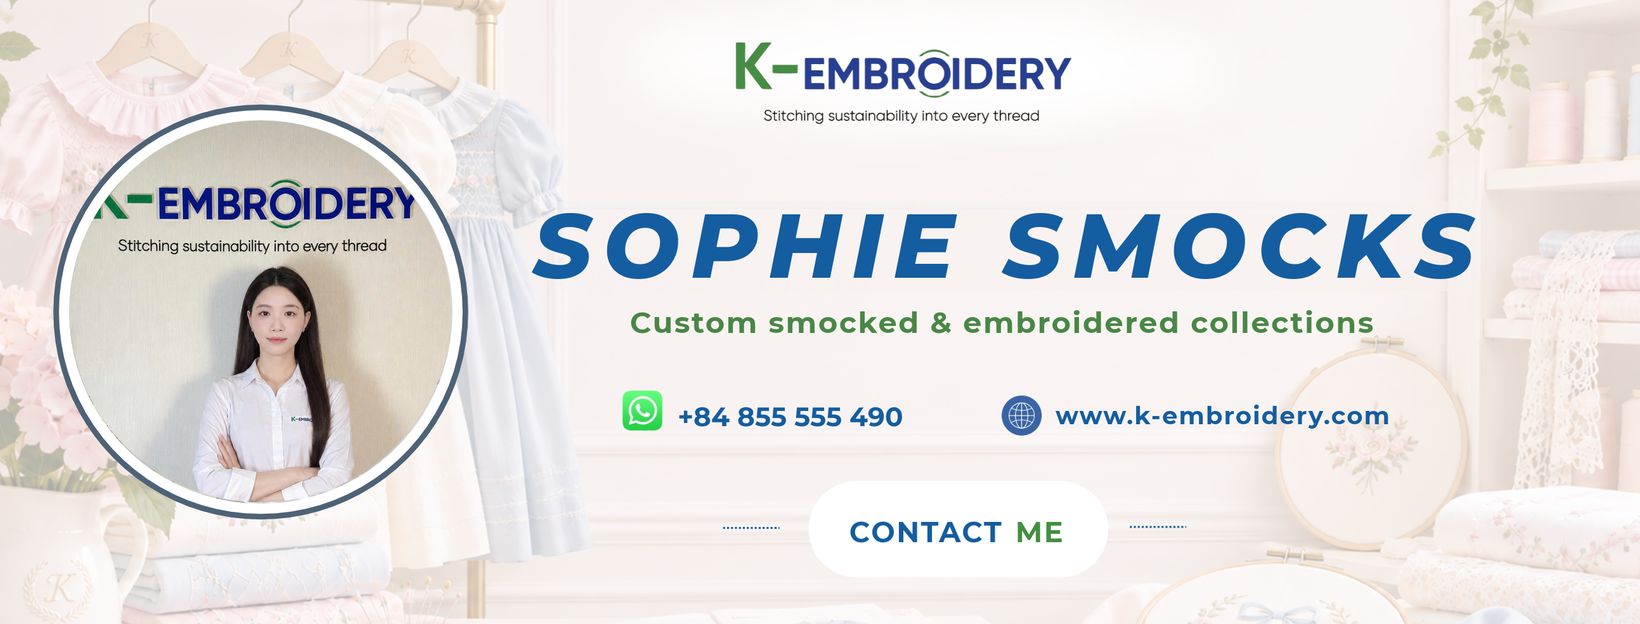 K-EMBROIDERY
Stitching sustainability into every thread
K-EMBROIDERY
Stitching sustainability into every thread
SOPHIE SMOCKS
Custom smocked & embroidered collections
+84 855 555 490
www.k-embroidery.com
CONTACT ME
K
K
K
K